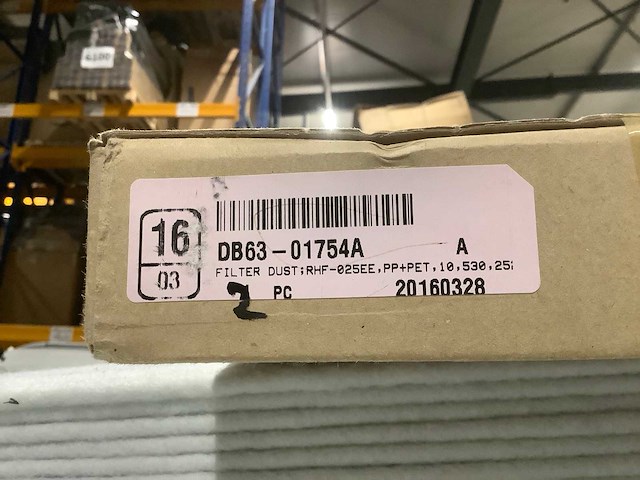 16
03
DB63-01754A A
FILTER DUST;RHF-025EE,PP+PET,10,530,25
2 PC 20160328